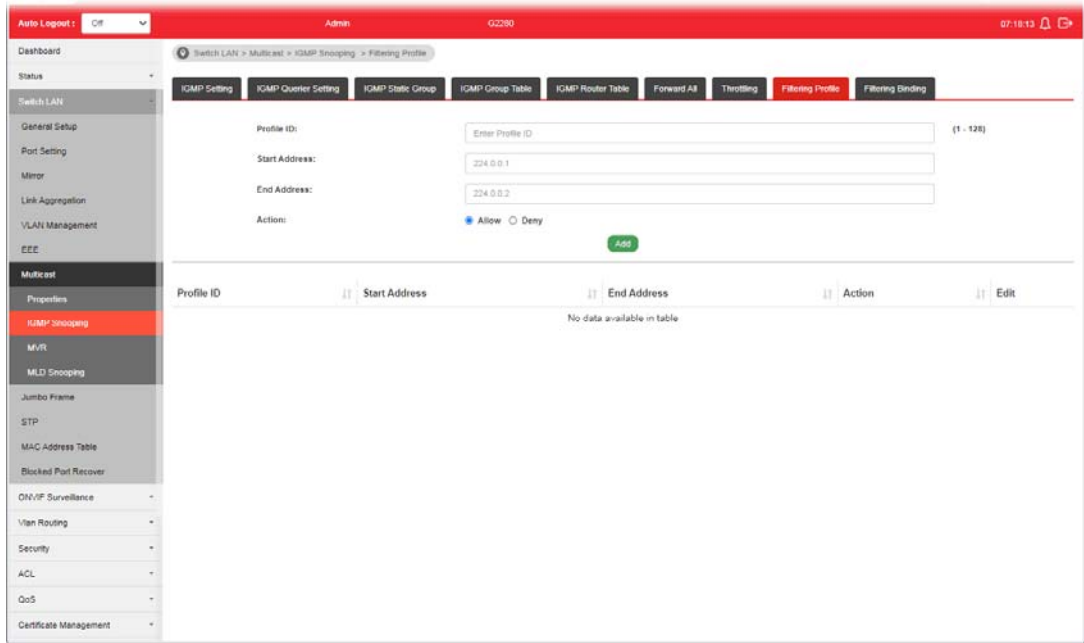 Auto Logout : Off Admin G2280 07:18:13
Dashboard
Status
Switch LAN
General Setup
Port Setting
Mirror
Link Aggregation
VLAN Management
EEE
Multicast
Properties
IGMP Snooping
MVR
MLD Snooping
Jumbo Frame
STP
MAC Address Table
Blocked Port Recover
ONVIF Surveillance
Vlan Routing
Security
ACL
QoS
Certificate Management
Switch LAN > Multicast > IGMP Snooping > Filtering Profile
IGMP Setting IGMP Querier Setting IGMP Static Group IGMP Group Table IGMP Router Table Forward All Throttling Filtering Profile Filtering Binding
Profile ID: Enter Profile ID (1 - 128)
Start Address: 224.0.0.1
End Address: 224.0.0.2
Action: Allow Deny
Add
Profile ID Start Address End Address Action Edit
No data available in table